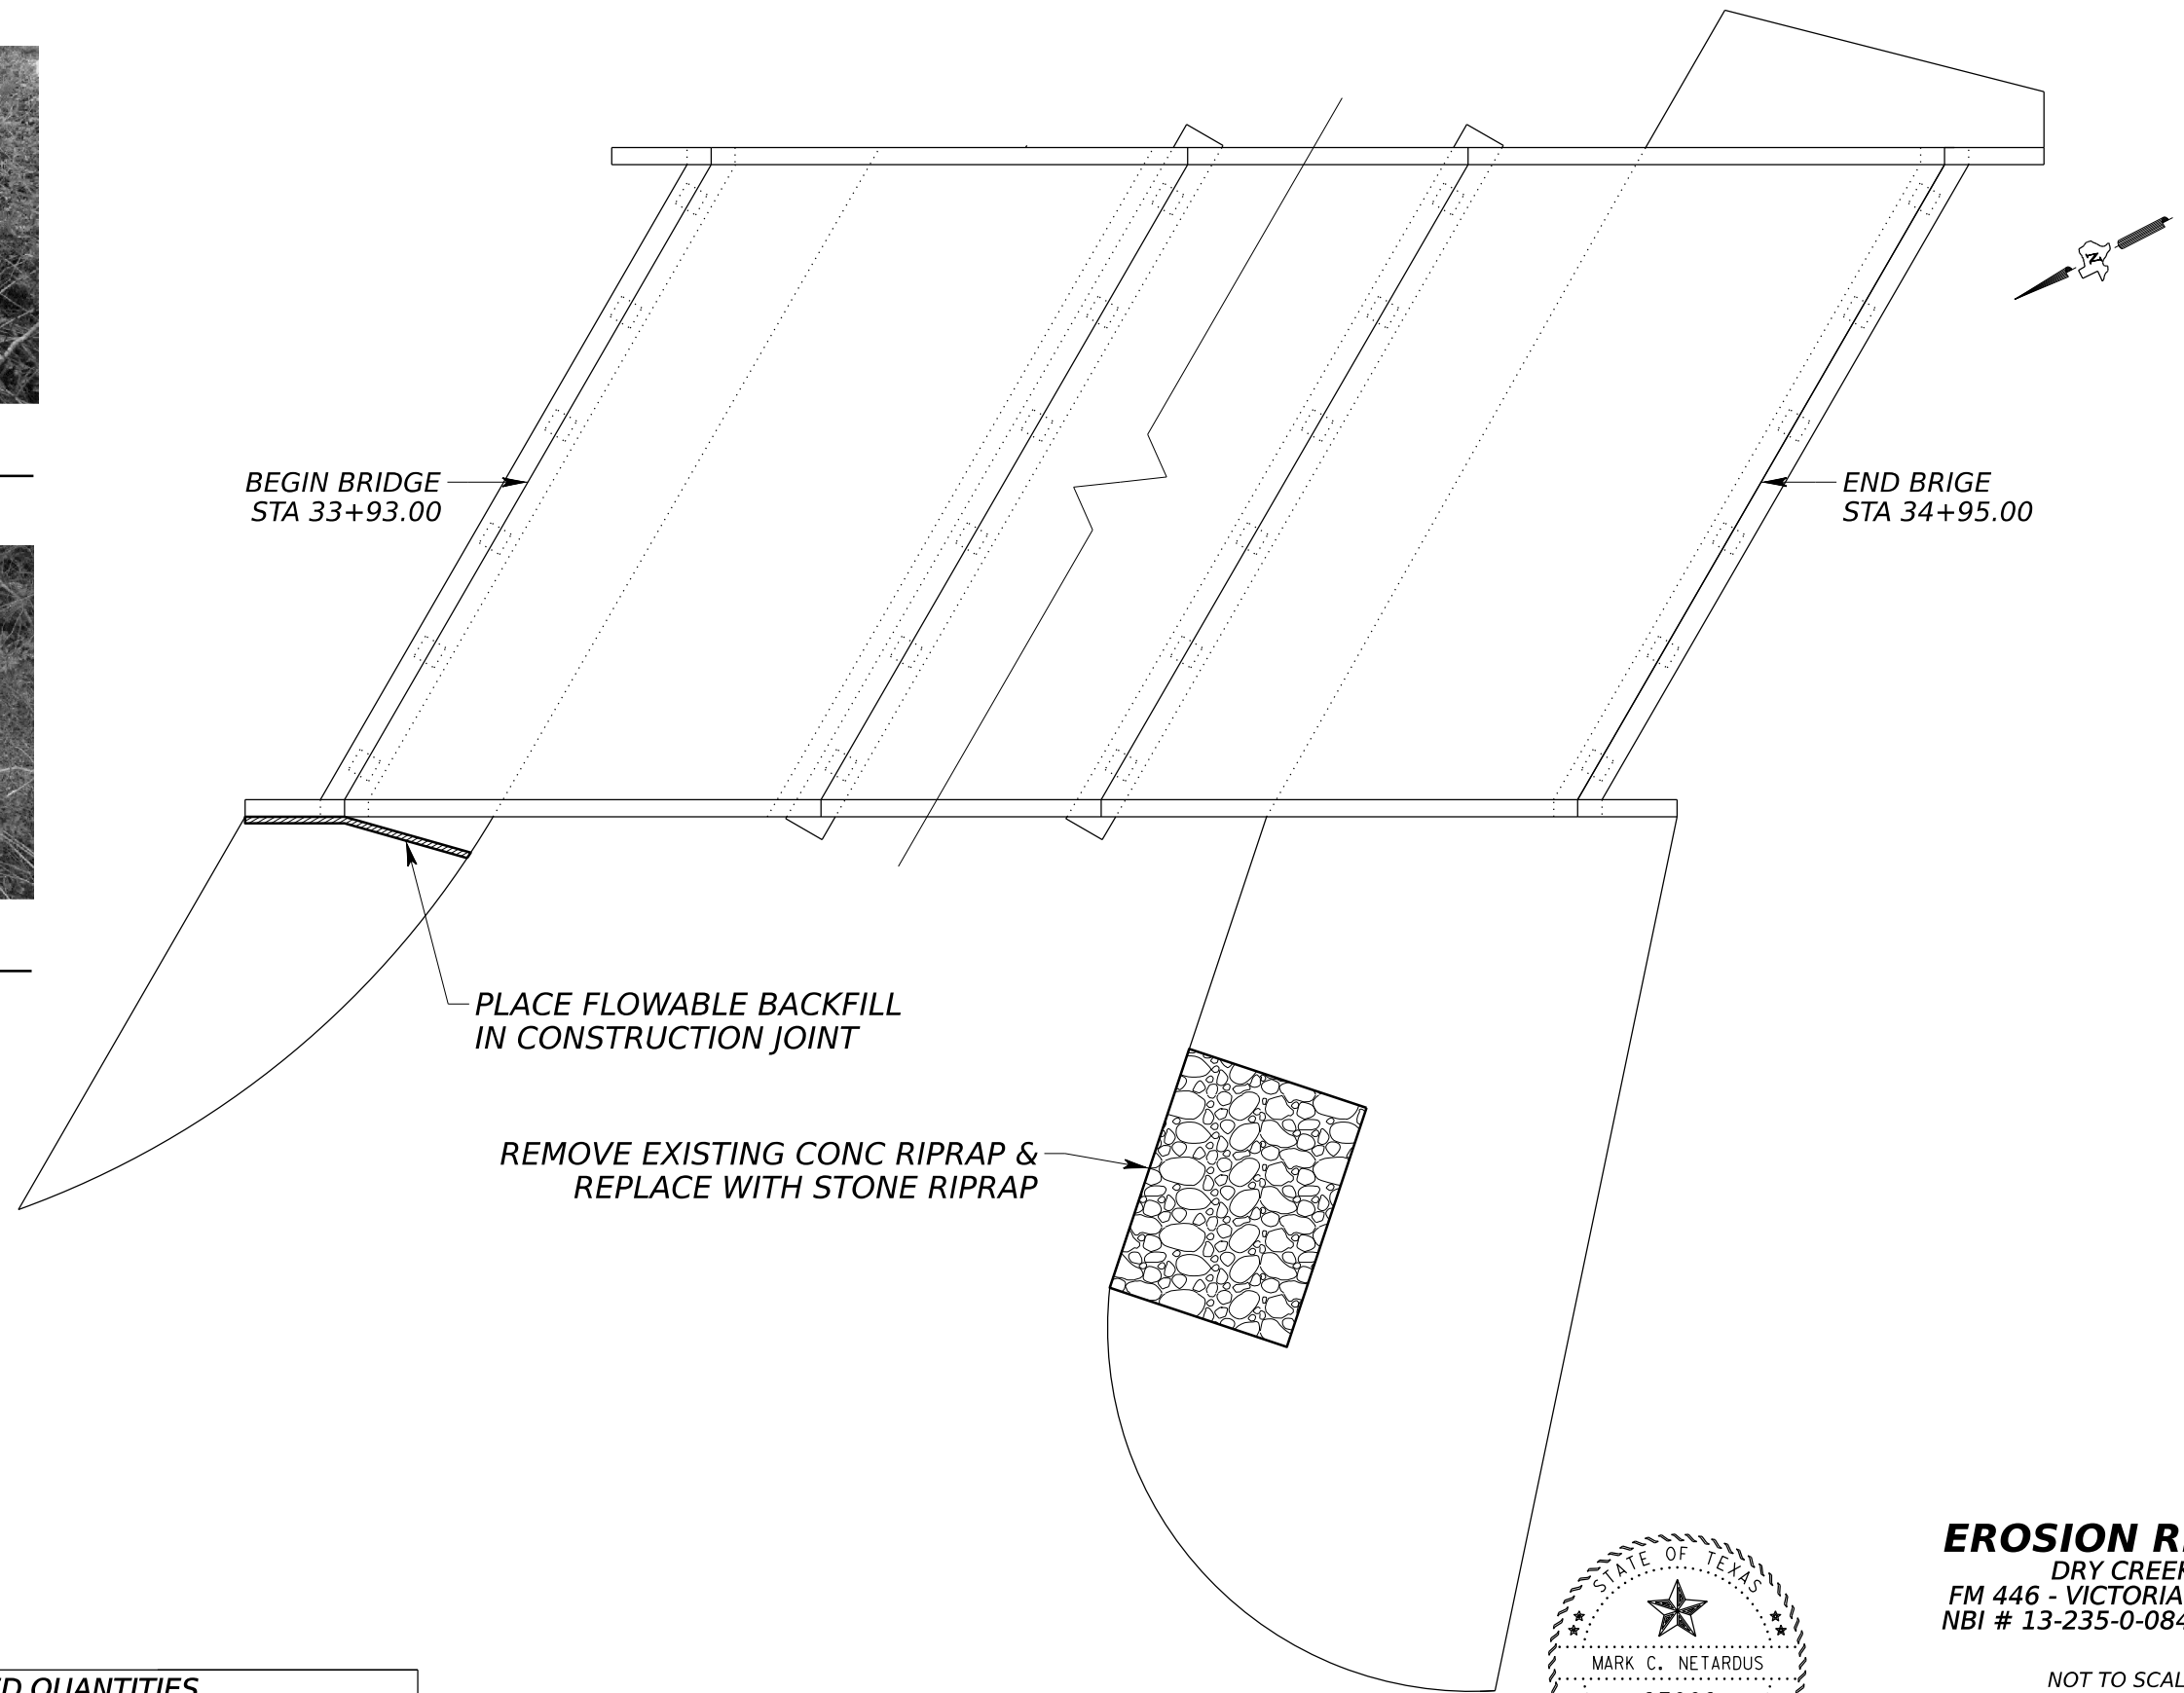 BEGIN BRIDGE
STA 33+93.00
END BRIGE
STA 34+95.00
N
PLACE FLOWABLE BACKFILL
IN CONSTRUCTION JOINT
REMOVE EXISTING CONC RIPRAP &
REPLACE WITH STONE RIPRAP
EROSION R
DRY CREEK
FM 446 - VICTORIA
NBI # 13-235-0-084
NOT TO SCAL
STATE OF TEXAS
MARK C. NETARDUS
D QUANTITIES